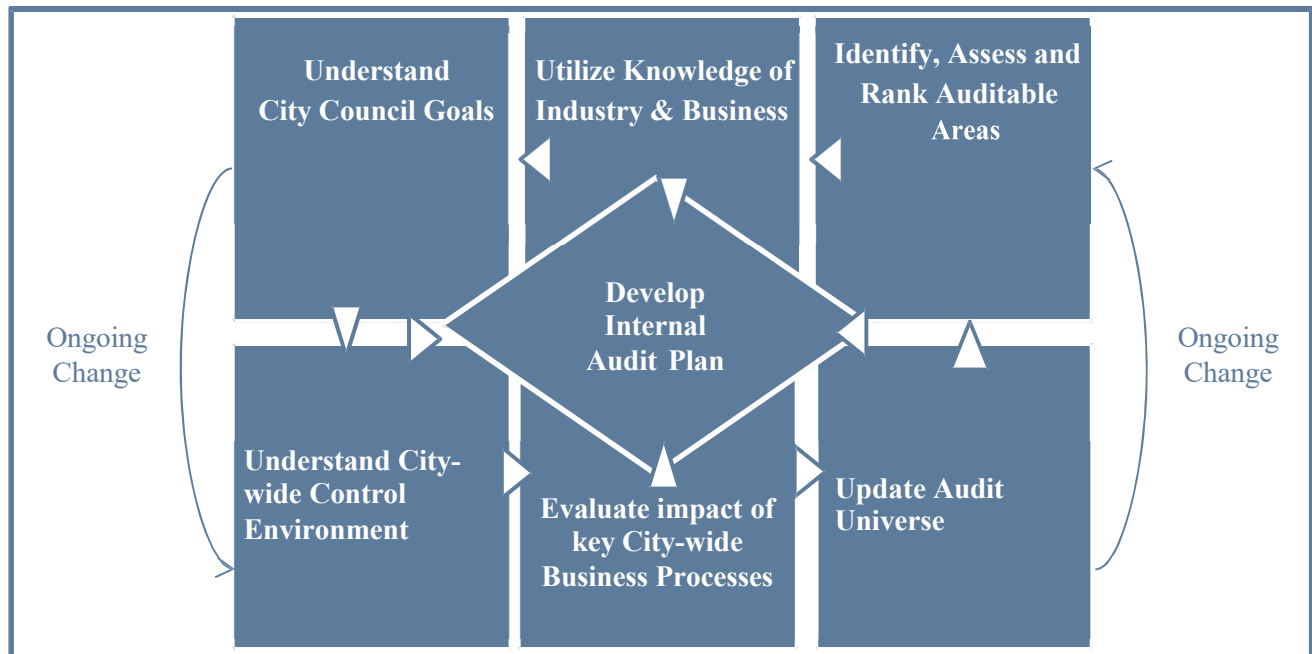 Understand
City Council Goals
Utilize Knowledge of
Industry & Business
Identify, Assess and
Rank Auditable
Areas
Ongoing
Change
Develop
Internal
Audit Plan
Ongoing
Change
Understand City-
wide Control
Environment
Evaluate impact of
key City-wide
Business Processes
Update Audit
Universe